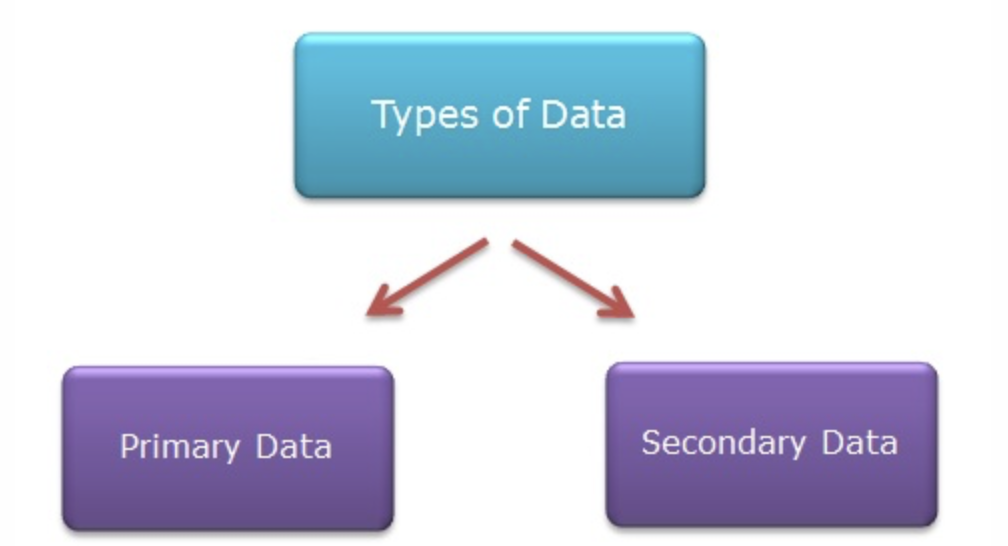 Types of Data
Primary Data
Secondary Data